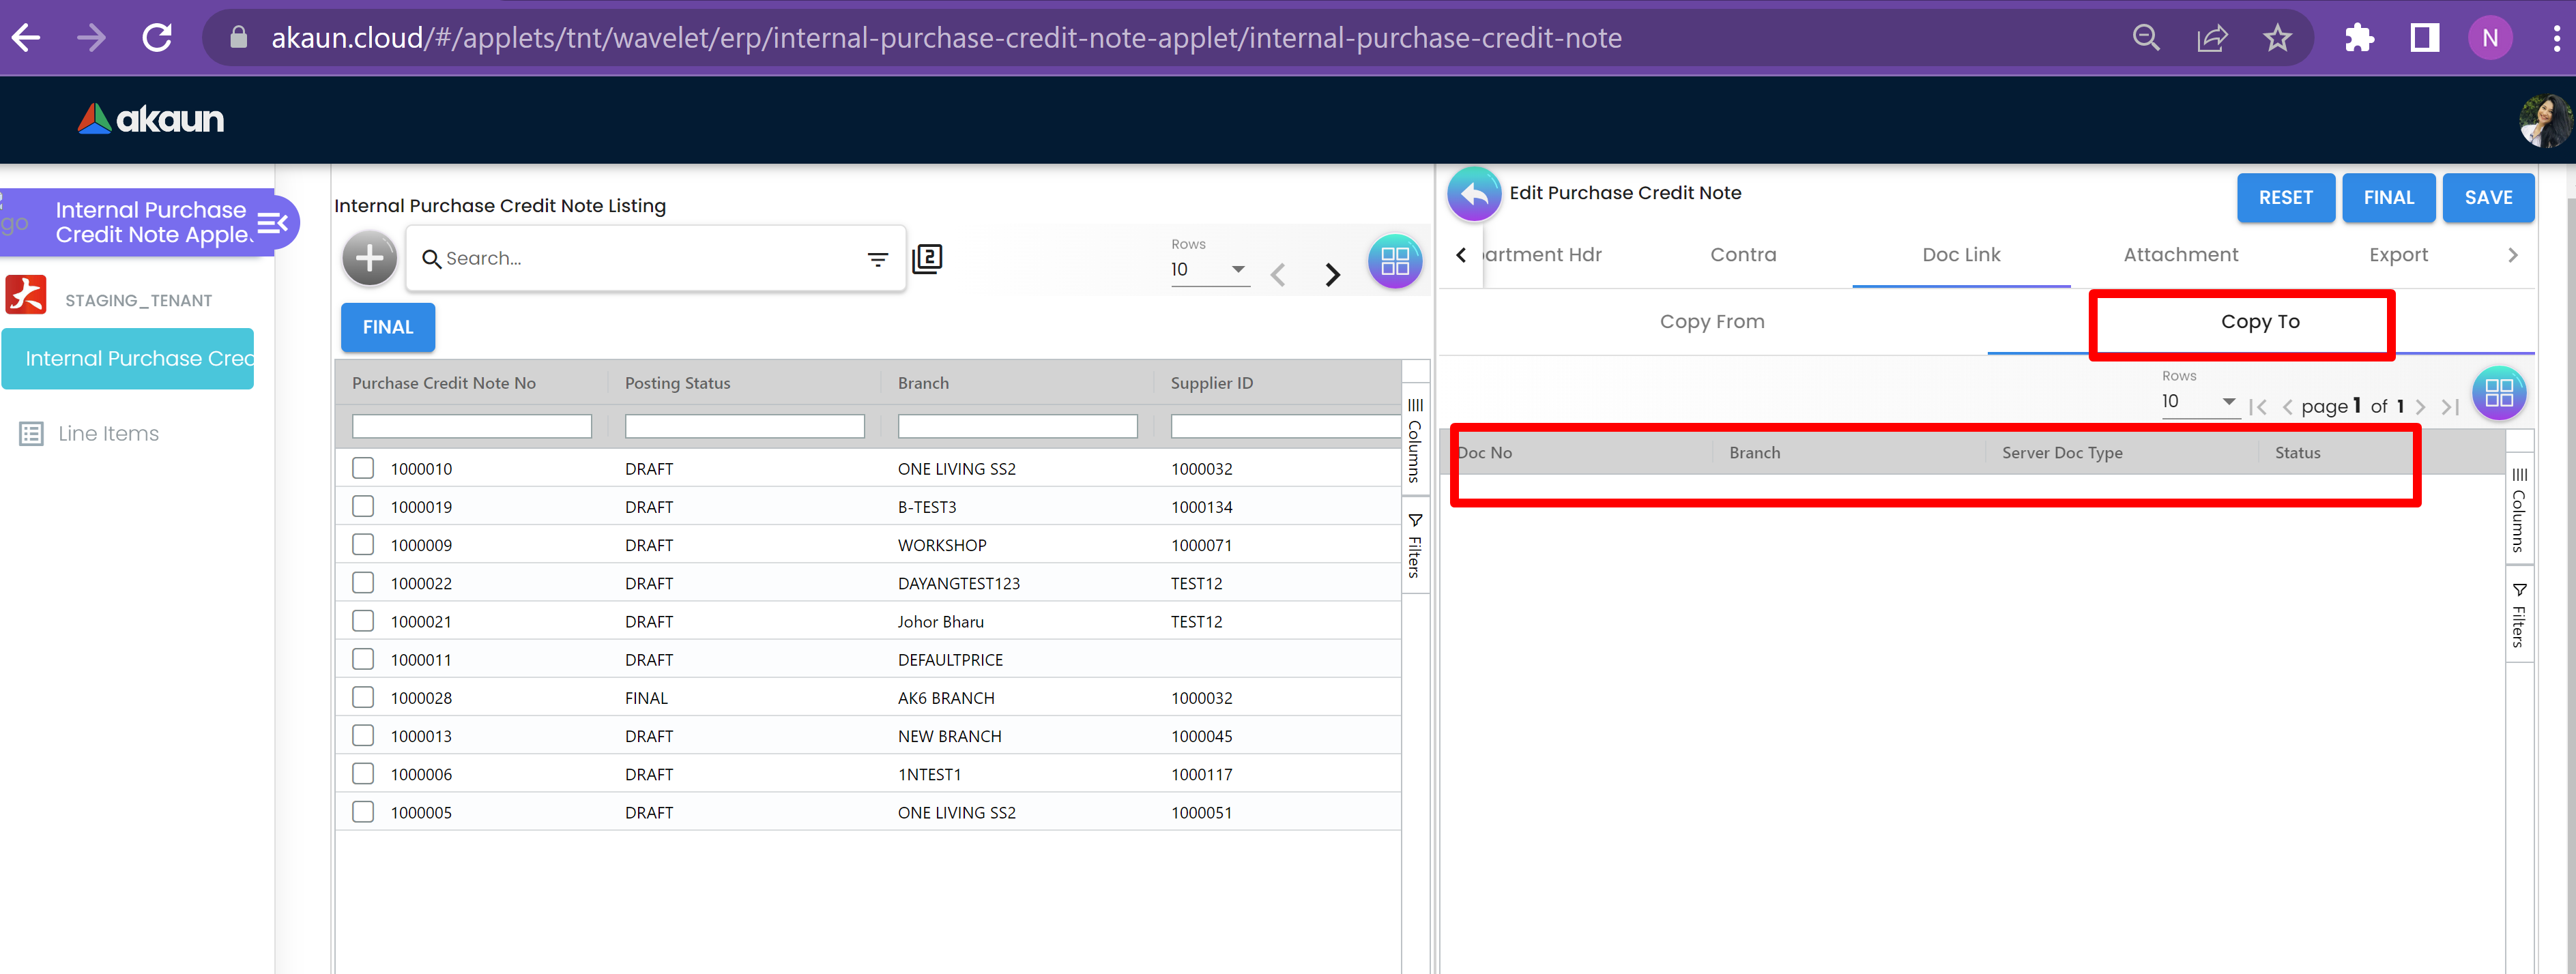 akaun.cloud/#/applets/tnt/wavelet/erp/internal-purchase-credit-note-applet/internal-purchase-credit-note
N
akaun
go
Internal Purchase
Credit Note Apple
STAGING_TENANT
Internal Purchase Cred
Line Items
Internal Purchase Credit Note Listing
Search...
2
Rows
10
FINAL
Purchase Credit Note No Posting Status Branch Supplier ID
1000010 DRAFT ONE LIVING SS2 1000032
1000019 DRAFT B-TEST3 1000134
1000009 DRAFT WORKSHOP 1000071
1000022 DRAFT DAYANGTEST123 TEST12
1000021 DRAFT Johor Bharu TEST12
1000011 DRAFT DEFAULTPRICE
1000028 FINAL AK6 BRANCH 1000032
1000013 DRAFT NEW BRANCH 1000045
1000006 DRAFT 1NTEST1 1000117
1000005 DRAFT ONE LIVING SS2 1000051
Columns
Filters
Edit Purchase Credit Note
RESET FINAL SAVE
artment Hdr Contra Doc Link Attachment Export
Copy From Copy To
Rows
10
page 1 of 1
Doc No Branch Server Doc Type Status
Columns
Filters